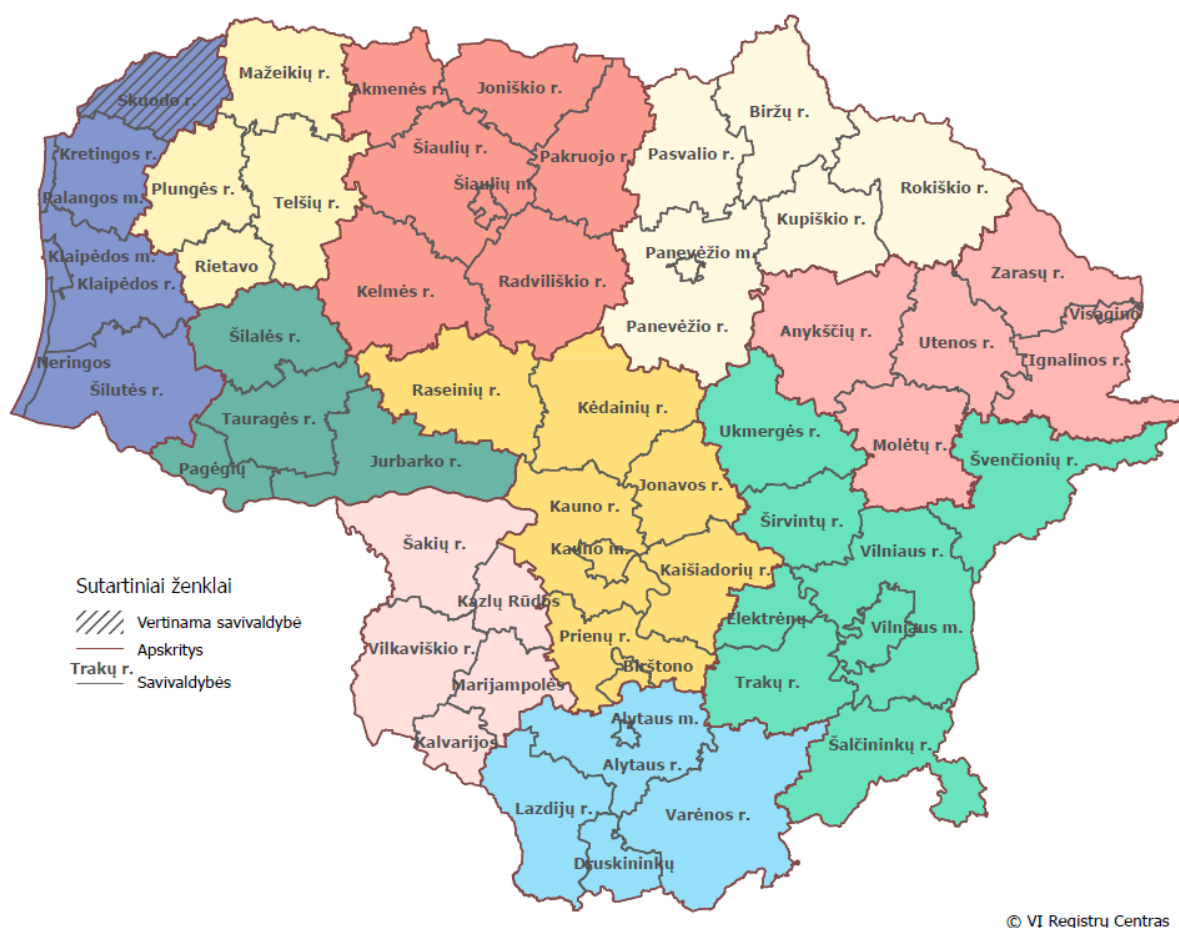 Mažeikių r.
Skuodo r.
Akmenės r.
Joniškio r.
Biržų r.
Kretingos r.
Šiaulių r.
Pakruojo r.
Pasvalio r.
Plungės r.
Šiaulių m.
Rokiškio r.
Palangos m.
Telšių r.
Kupiškio r.
Klaipėdos m.
Rietavo
Panevėžio m.
Zarasų r.
Klaipėdos r.
Kelmės r.
Radviliškio r.
Visagino
Šilalės r.
Panevėžio r.
Anykščių r.
Utenos r.
Ignalinos r.
Neringos
Šilutės r.
Raseinių r.
Kėdainių r.
Tauragės r.
Ukmergės r.
Molėtų r.
Pagėgių
Jurbarko r.
Švenčionių r.
Jonavos r.
Kauno r.
Širvintų r.
Šakių r.
Kauno m.
Vilniaus r.
Kaišiadorių r.
Kazlų Rūdos
Elektrėnų
Vilniaus m.
Vilkaviškio r.
Prienų r.
Birštono
Marijampolės
Trakų r.
Alytaus m.
Kalvarijos
Šalčininkų r.
Alytaus r.
Lazdijų r.
Varėnos r.
Druskininkų
Sutartiniai ženklai
Vertinama savivaldybė
Apskritys
Trakų r.
Savivaldybės
© VĮ Registrų Centras